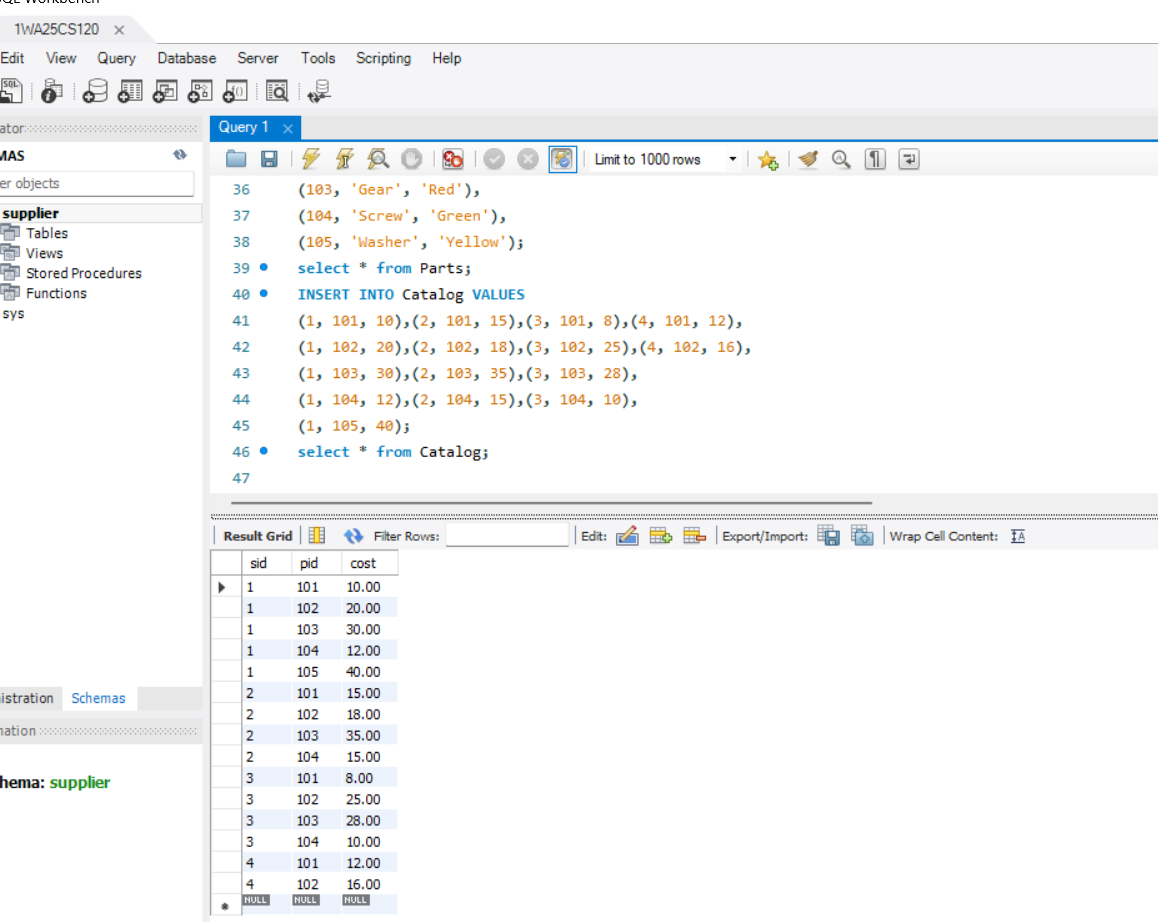 SQL Workbench
1WA25CS120
Edit View Query Database Server Tools Scripting Help
Query 1
MAS
er objects
supplier
Tables
Views
Stored Procedures
Functions
sys
istration Schemas
hema: supplier
Limit to 1000 rows
36 (103, 'Gear', 'Red'),
37 (104, 'Screw', 'Green'),
38 (105, 'Washer', 'Yellow');
39 select * from Parts;
40 INSERT INTO Catalog VALUES
41 (1, 101, 10),(2, 101, 15),(3, 101, 8),(4, 101, 12),
42 (1, 102, 20),(2, 102, 18),(3, 102, 25),(4, 102, 16),
43 (1, 103, 30),(2, 103, 35),(3, 103, 28),
44 (1, 104, 12),(2, 104, 15),(3, 104, 10),
45 (1, 105, 40);
46 select * from Catalog;
47
Result Grid Filter Rows: Edit: Export/Import: Wrap Cell Content:
sid pid cost
1 101 10.00
1 102 20.00
1 103 30.00
1 104 12.00
1 105 40.00
2 101 15.00
2 102 18.00
2 103 35.00
2 104 15.00
3 101 8.00
3 102 25.00
3 103 28.00
3 104 10.00
4 101 12.00
4 102 16.00
NULL NULL NULL